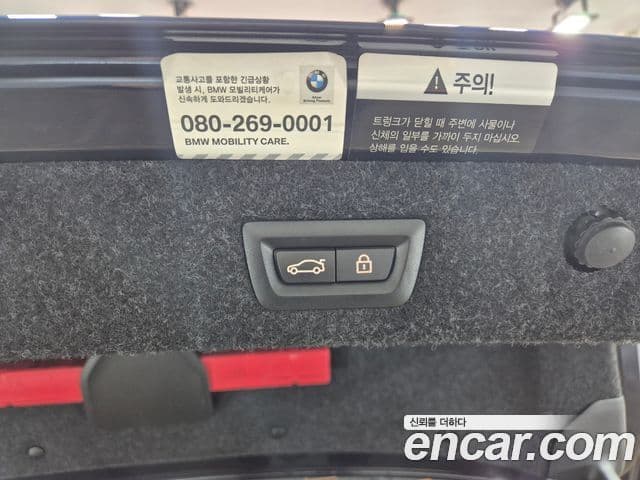 교통사고를 포함한 긴급상황
발생 시, BMW 모빌리티케어가
신속하게 도와드리겠습니다.
080-269-0001
BMW MOBILITY CARE.
주의!
트렁크가 닫힐 때 주변에 사물이나
신체의 일부를 가까이 두지 마십시오.
상해를 입을 수도 있습니다.
신뢰를 더하다
encar.com